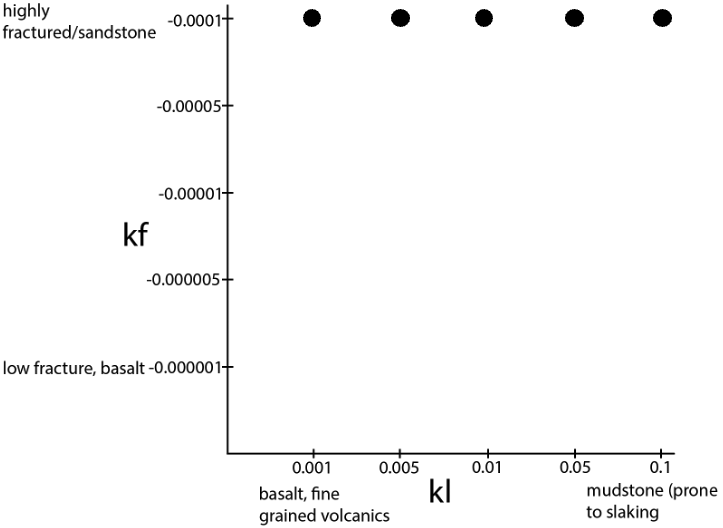 highly
fractured/sandstone
-0.0001
-0.00005
-0.00001
kf
-0.000005
low fracture, basalt -0.000001
0.001 0.005 0.01 0.05 0.1
kl
basalt, fine
grained volcanics
mudstone (prone
to slaking